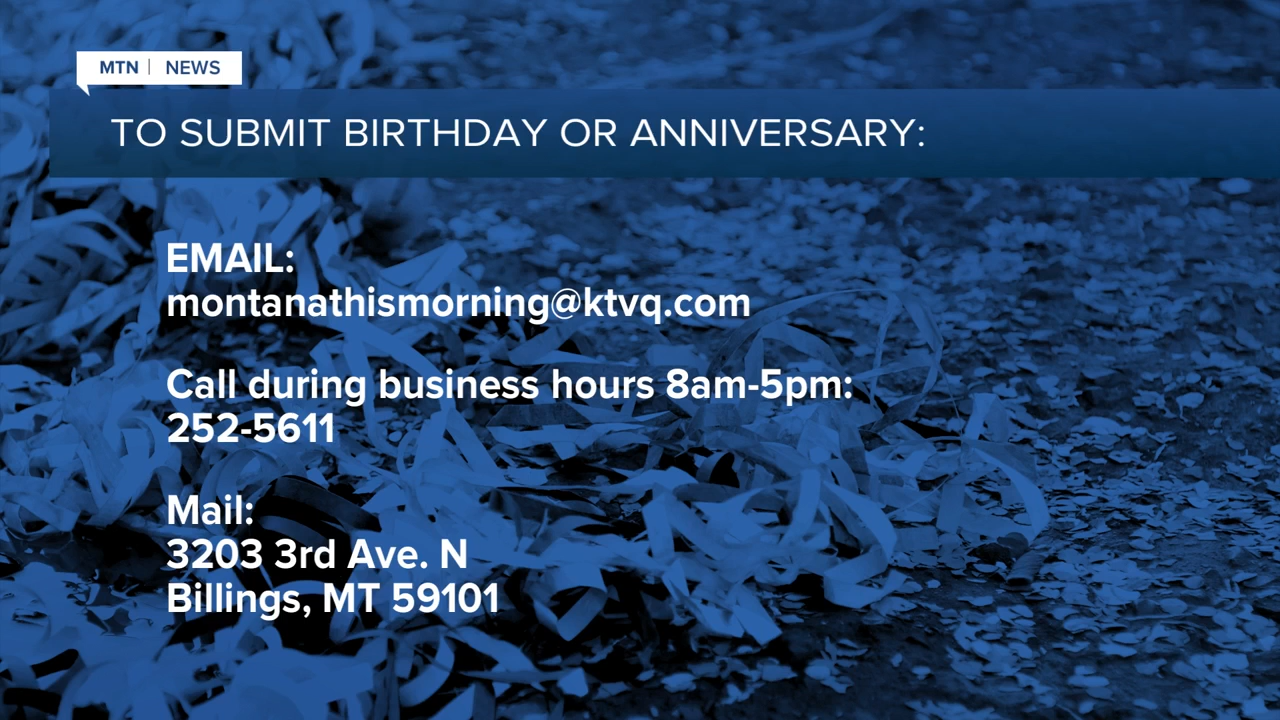 MTN | NEWS
TO SUBMIT BIRTHDAY OR ANNIVERSARY:
EMAIL:
montanathismorning@ktvq.com
Call during business hours 8am-5pm:
252-5611
Mail:
3203 3rd Ave. N
Billings, MT 59101